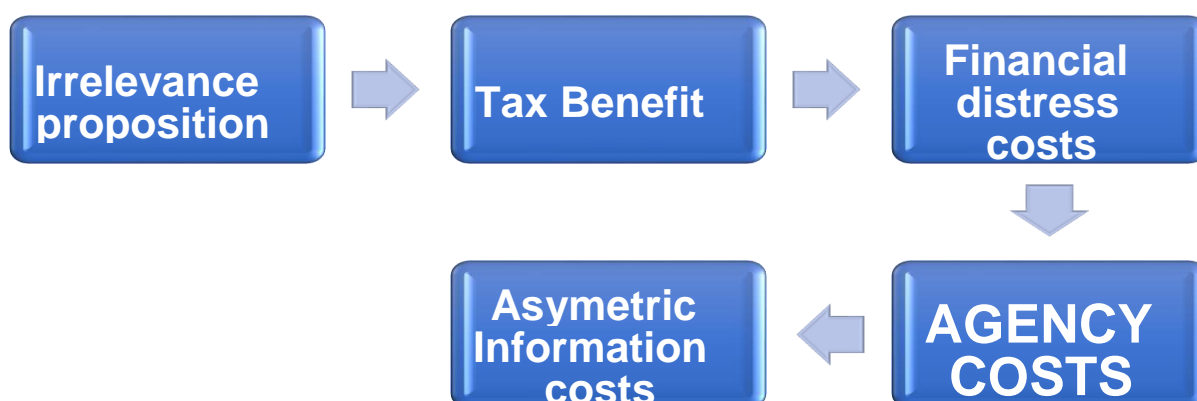 Irrelevance
proposition
Tax Benefit
Financial
distress
costs
AGENCY
COSTS
Asymetric
Information
costs